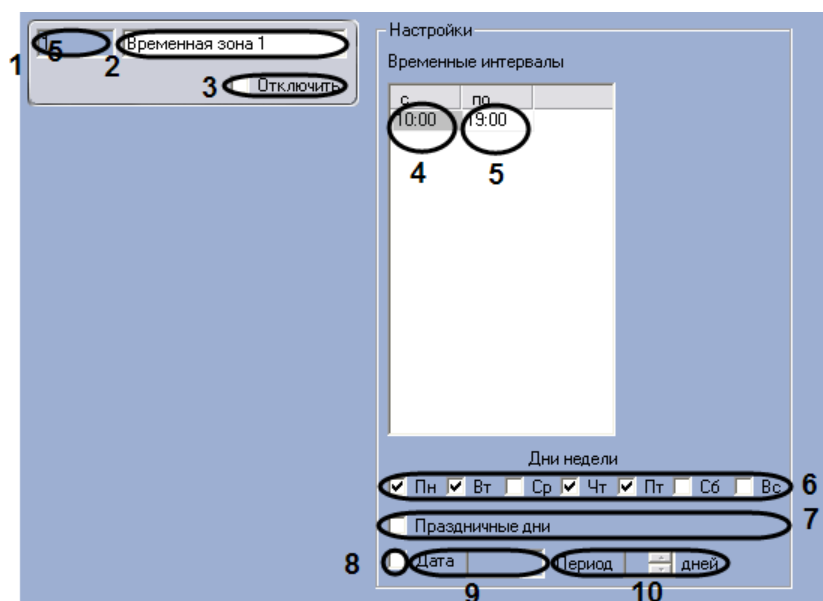 1 5 2 Временная зона 1
3 Отключить
Настройки
Временные интервалы
с по
10:00 19:00
4 5
Дни недели
Пн Вт Ср Чт Пт Сб Вс 6
Праздничные дни 7
8 Дата Период дней
9 10